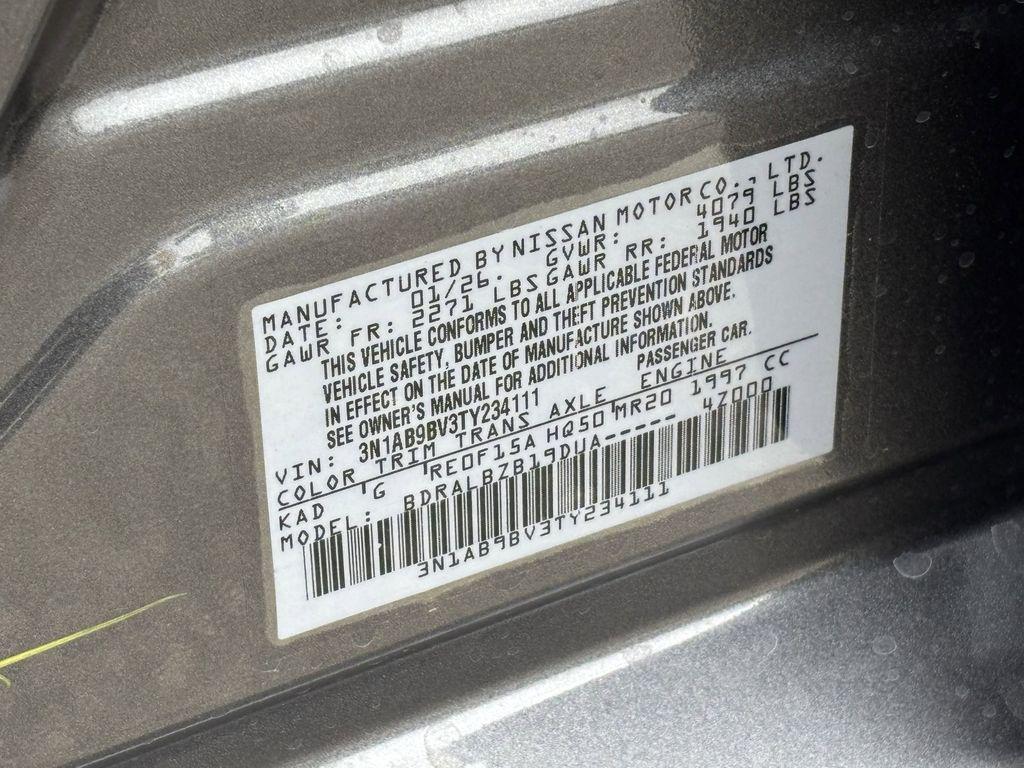 MANUFACTURED BY NISSAN MOTOR CO., LTD.
DATE: 01/26. GVWR: 4079 LBS
GAWR FR: 2271 LBS GAWR RR: 1940 LBS
THIS VEHICLE CONFORMS TO ALL APPLICABLE FEDERAL MOTOR
VEHICLE SAFETY, BUMPER AND THEFT PREVENTION STANDARDS
IN EFFECT ON THE DATE OF MANUFACTURE SHOWN ABOVE.
SEE OWNER'S MANUAL FOR ADDITIONAL INFORMATION.
VIN: 3N1AB9BV3TY234111 PASSENGER CAR.
COLOR TRIM TRANS AXLE ENGINE
KAD G RE0F15A HQ50 MR20 1997 CC
MODEL: BDRALBZB19DUA----- 4Z000
3N1AB9BV3TY234111